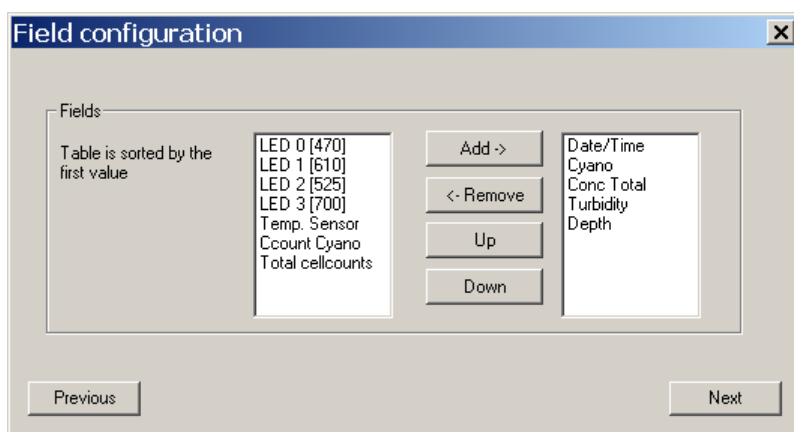 Field configuration
Fields
Table is sorted by the
first value
LED 0 [470]
LED 1 [610]
LED 2 [525]
LED 3 [700]
Temp. Sensor
Ccount Cyano
Total cellcounts
Add ->
<- Remove
Up
Down
Date/Time
Cyano
Conc Total
Turbidity
Depth
Previous
Next